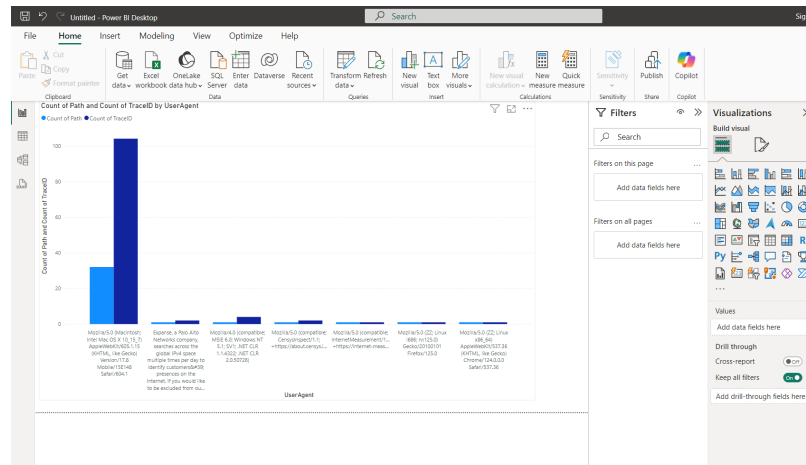 Untitled - Power BI Desktop
Search
File Home Insert Modeling View Optimize Help
Paste
Cut
Copy
Format painter
Clipboard
Get data
Excel workbook
OneLake data hub
SQL Server
Enter data
Dataverse
Recent sources
Data
Transform data
Refresh
Queries
New visual
Text box
More visuals
Insert
New visual calculation
New measure
Quick measure
Calculations
Sensitivity
Sensitivity
Publish
Share
Copilot
Copilot
Count of Path and Count of TraceID by UserAgent
Count of Path Count of TraceID
Count of Path and Count of TraceID
100
80
60
40
20
0
Mozilla/5.0 (Macintosh;
Intel Mac OS X 10_15_7)
AppleWebKit/605.1.15
(KHTML, like Gecko)
Version/17.8
Mobile/15E148
Safari/604.1
Expanse, a Palo Alto
Networks company,
searches across the
global IPv4 space
multiple times per day to
identify customers&#39;
presences on the
Internet. If you would like
to be excluded from ou...
Mozilla/4.0 (compatible;
MSIE 6.0; Windows NT
5.1; SV1; .NET CLR
1.1.4322; .NET CLR
2.0.50726)
Mozilla/5.0 (compatible;
CensysInspect/1.1;
+https://about.censys.i...
Mozilla/5.0 (compatible;
InternetMeasurement/1...
+https://internet-meas...
Mozilla/5.0 (ZZ; Linux
i686; rv:125.0)
Gecko/20100101
Firefox/125.0
Mozilla/5.0 (ZZ; Linux
x86_64)
AppleWebKit/537.36
(KHTML, like Gecko)
Chrome/124.0.0.0
Safari/537.36
UserAgent
Filters
Search
Filters on this page
Add data fields here
Filters on all pages
Add data fields here
Visualizations
Build visual
R
Py
Values
Add data fields here
Drill through
Cross-report
Off
Keep all filters
On
Add drill-through fields here